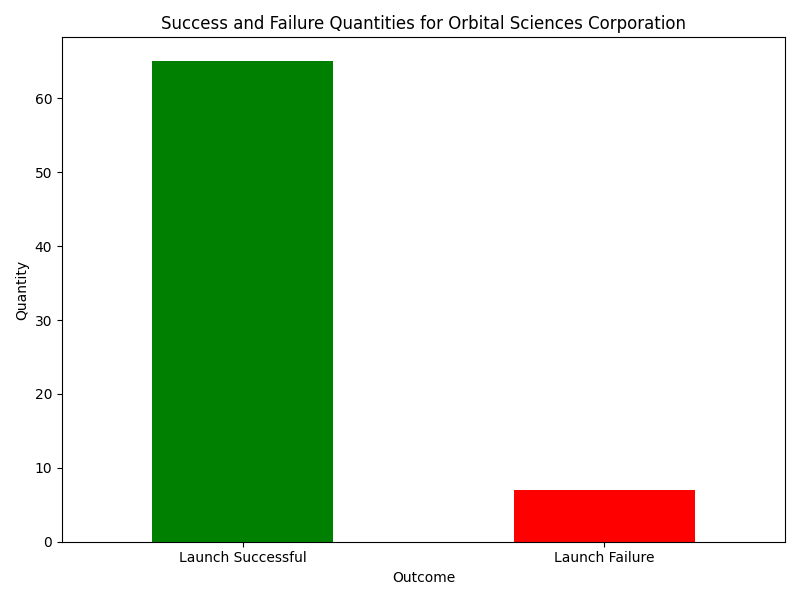 Success and Failure Quantities for Orbital Sciences Corporation
60
50
40
30
20
10
0
Quantity
Launch Successful
Launch Failure
Outcome